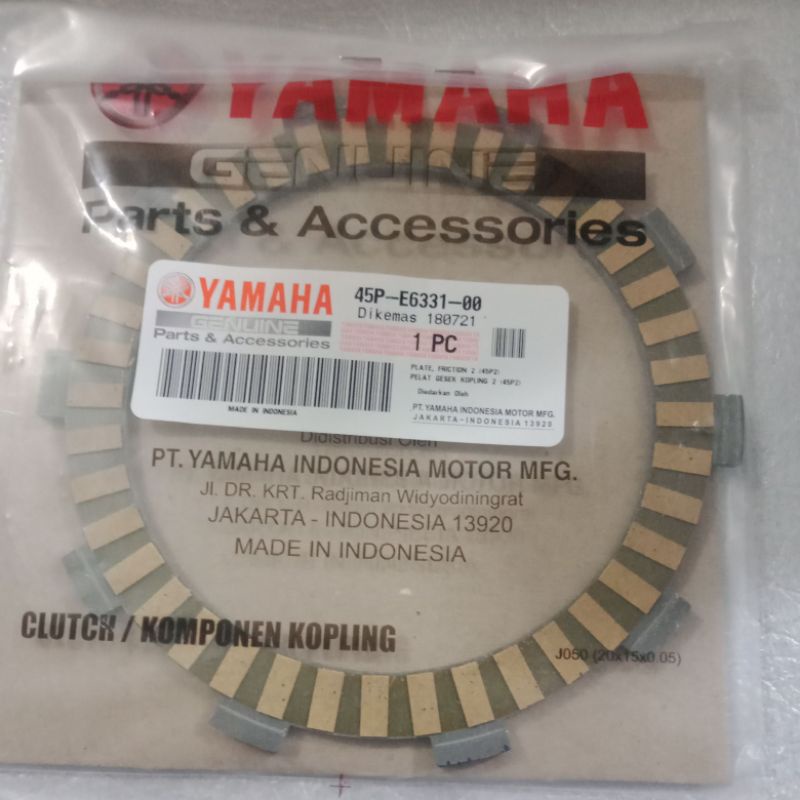 YAMAHA
GENUINE
Parts & Accessories
YAMAHA
GENUINE
Parts & Accessories
45P-E6331-00
Dikemas 180721
1 PC
PLATE, FRICTION 2 (45P2)
PELAT GESEK KOPLING 2 (45P2)
Diedarkan Oleh
MADE IN INDONESIA
PT. YAMAHA INDONESIA MOTOR MFG.
JAKARTA-INDONESIA 13920
Didistribusi Oleh
PT. YAMAHA INDONESIA MOTOR MFG.
Jl. DR. KRT. Radjiman Widyodiningrat
JAKARTA - INDONESIA 13920
MADE IN INDONESIA
CLUTCH / KOMPONEN KOPLING
J050 (20x15x0.05)